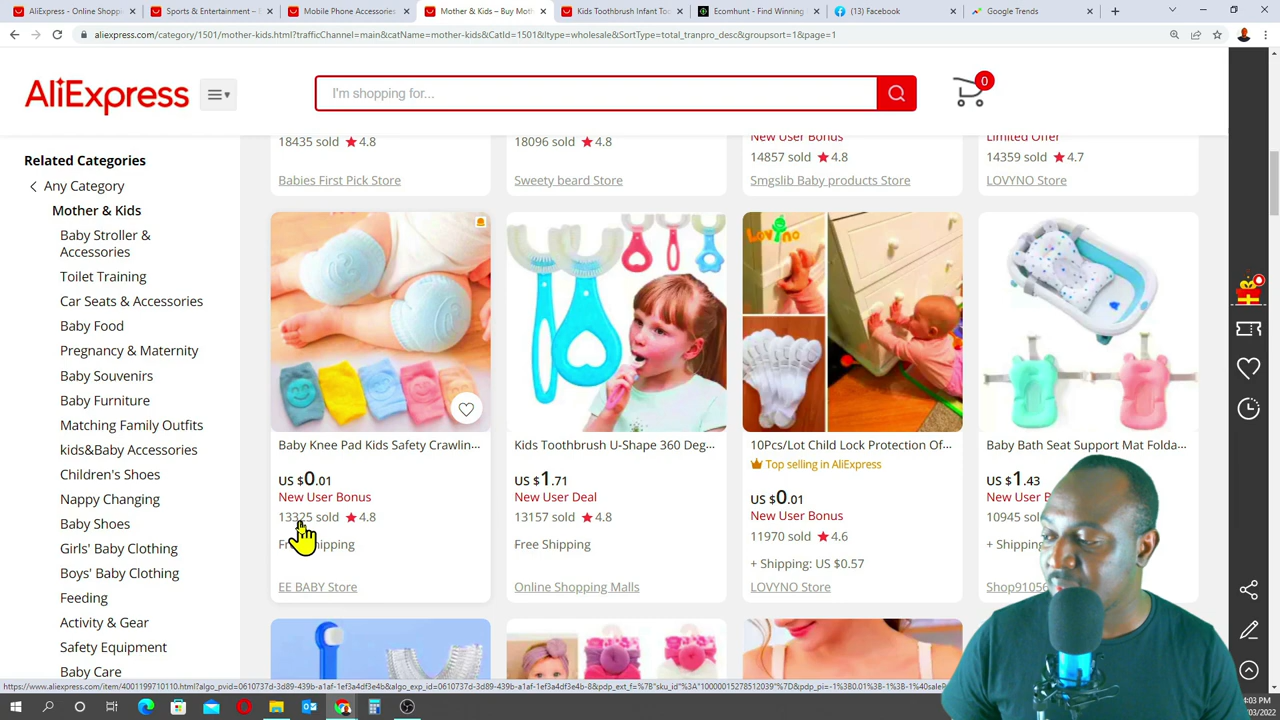 AliExpress - Online Shopping
Sports & Entertainment –
Mobile Phone Accessories
Mother & Kids – Buy Mot
Kids Toothbrush Infant To
Ecomhunt - Find Winning
(13) Facebook
Google Trends
aliexpress.com/category/1501/mother-kids.html?trafficChannel=main&catName=mother-kids&CatId=1501&ltype=wholesale&SortType=total_tranpro_desc&groupsort=1&page=1
AliExpress
I'm shopping for...
0
18435 sold 4.8
18096 sold 4.8
New User Bonus
14857 sold 4.8
Limited Offer
14359 sold 4.7
Babies First Pick Store
Sweety beard Store
Smgslib Baby products Store
LOVYNO Store
Related Categories
Any Category
Mother & Kids
Baby Stroller &
Accessories
Toilet Training
Car Seats & Accessories
Baby Food
Pregnancy & Maternity
Baby Souvenirs
Baby Furniture
Matching Family Outfits
kids&Baby Accessories
Children's Shoes
Nappy Changing
Baby Shoes
Girls' Baby Clothing
Boys' Baby Clothing
Feeding
Activity & Gear
Safety Equipment
Baby Care
Baby Knee Pad Kids Safety Crawlin...
US $0.01
New User Bonus
13325 sold 4.8
EE BABY Store
Kids Toothbrush U-Shape 360 Deg...
US $1.71
New User Deal
13157 sold 4.8
Free Shipping
Online Shopping Malls
Lovyno
10Pcs/Lot Child Lock Protection Of...
Top selling in AliExpress
US $0.01
New User Bonus
11970 sold 4.6
+ Shipping: US $0.57
LOVYNO Store
Baby Bath Seat Support Mat Folda...
US $1.43
New User
10945 sold
+ Shipping